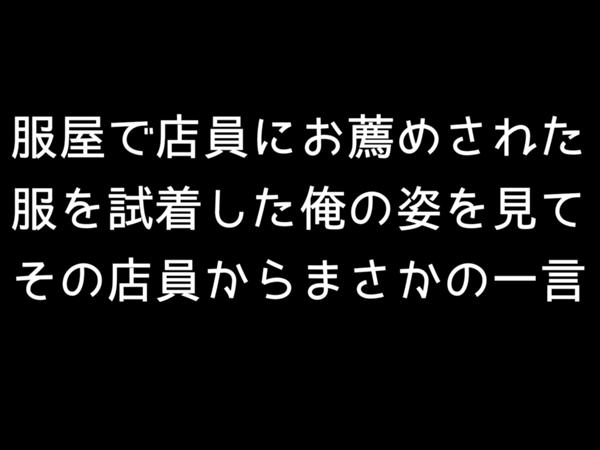 服屋で店員にお薦めされた
服を試着した俺の姿を見て
その店員からまさかの一言